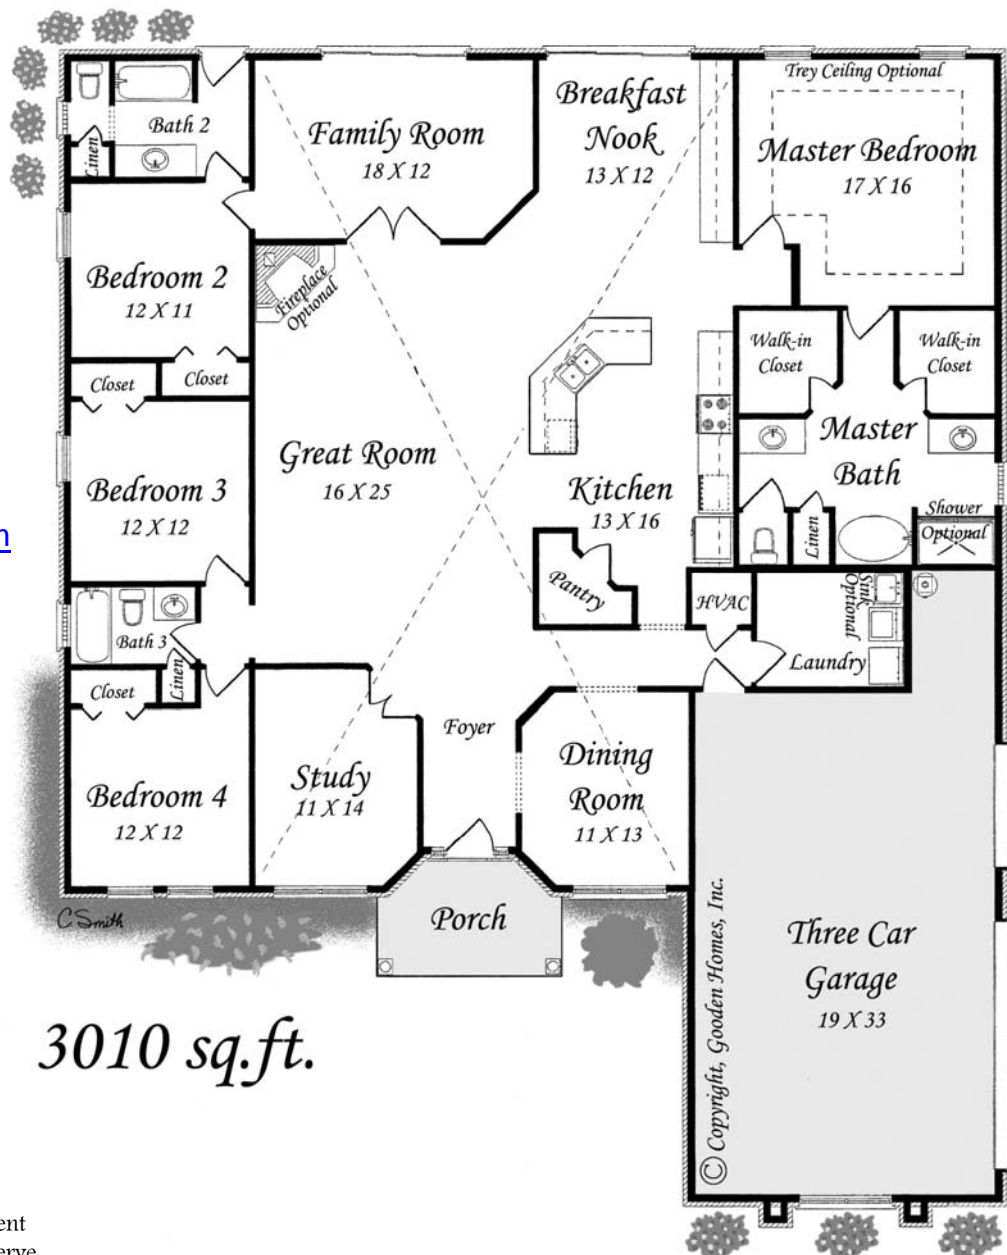 Trey Ceiling Optional
Bath 2
Linen
Family Room
18 X 12
Breakfast
Nook
13 X 12
Master Bedroom
17 X 16
Bedroom 2
12 X 11
Fireplace
Optional
Closet
Closet
Walk-in
Closet
Walk-in
Closet
Great Room
16 X 25
Master
Bath
Bedroom 3
12 X 12
Kitchen
13 X 16
Linen
Shower
Optional
Pantry
HVAC
Sink
Optional
Laundry
Bath 3
Linen
Closet
Foyer
Bedroom 4
12 X 12
Study
11 X 14
Dining
Room
11 X 13
C. Smith
Porch
Three Car
Garage
19 X 33
© Copyright, Gooden Homes, Inc.
3010 sq.ft.